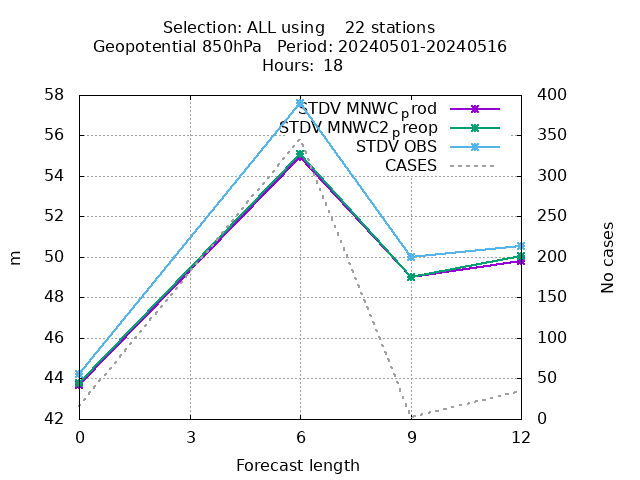 Selection: ALL using    22 stations
Geopotential 850hPa   Period: 20240501-20240516
Hours: 18
58
400
STDV MNWC_prod
56
350
STDV MNWC2_preop
STDV OBS
CASES
54
300
52
250
m
50
200
No cases
48
150
46
100
44
50
42
0
0
3
6
9
12
Forecast length